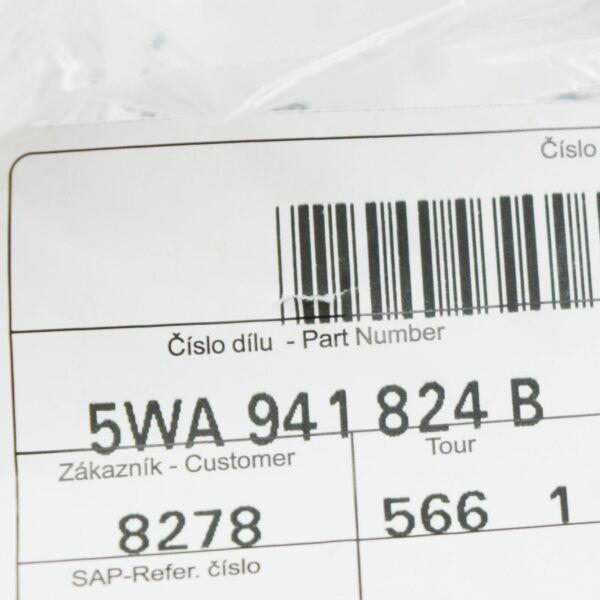 Číslo
Číslo dílu - Part Number
5WA 941 824 B
Zákazník - Customer
Tour
8278
566 1
SAP-Refer. číslo